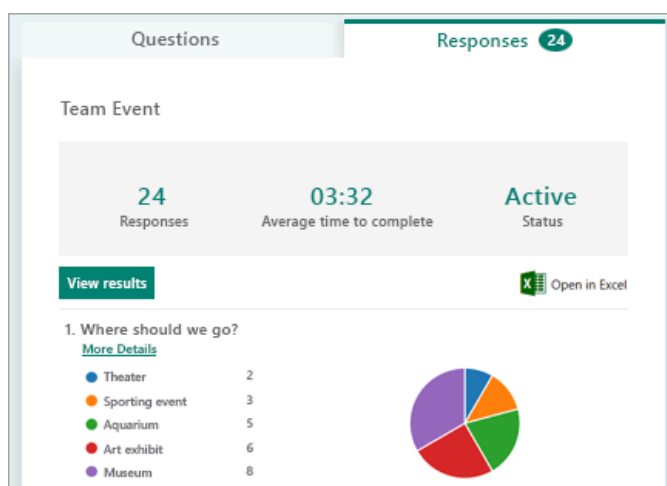 Questions
Responses 24
Team Event
24 03:32 Active
Responses Average time to complete Status
View results Open in Excel
1. Where should we go?
More Details
Theater 2
Sporting event 3
Aquarium 5
Art exhibit 6
Museum 8